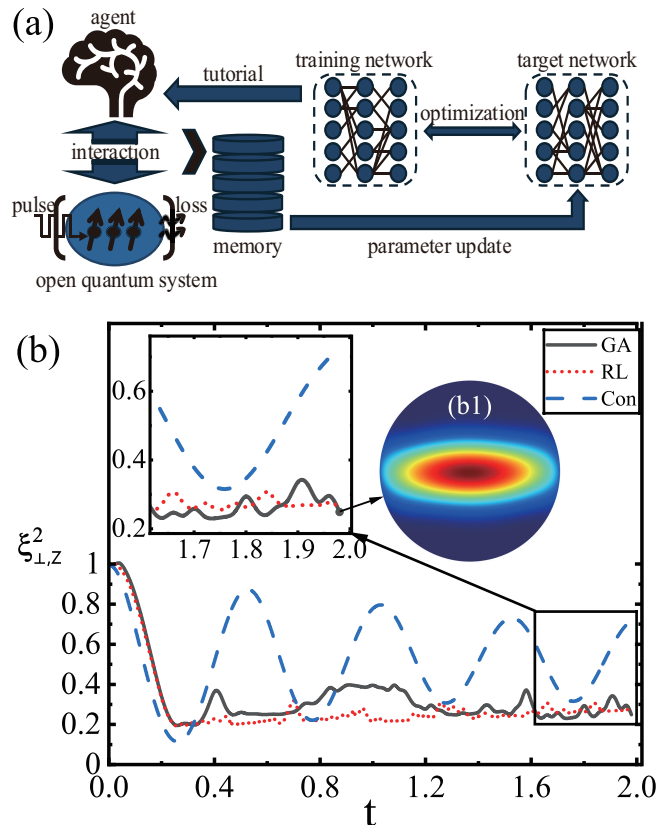 (a)
agent
tutorial
training network
target network
optimization
interaction
pulse
loss
memory
parameter update
open quantum system
(b)
GA
RL
Con
(b1)
0.6
0.4
0.2
1.7 1.8 1.9 2.0
ξ²⊥,Z
1
0.8
0.6
0.4
0.2
0
0.0 0.4 0.8 1.2 1.6 2.0
t